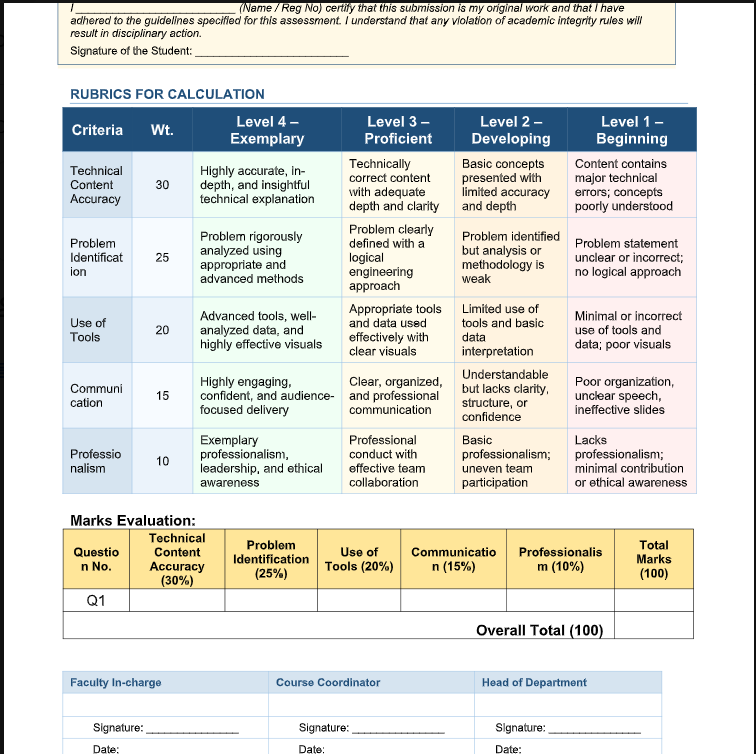 I ____________________________ (Name / Reg No) certify that this submission is my original work and that I have
adhered to the guidelines specified for this assessment. I understand that any violation of academic integrity rules will
result in disciplinary action.
Signature of the Student: ___________________________
RUBRICS FOR CALCULATION
Criteria
Wt.
Level 4 –
Exemplary
Level 3 –
Proficient
Level 2 –
Developing
Level 1 –
Beginning
Technical
Content
Accuracy
30
Highly accurate, in-
depth, and insightful
technical explanation
Technically
correct content
with adequate
depth and clarity
Basic concepts
presented with
limited accuracy
and depth
Content contains
major technical
errors; concepts
poorly understood
Problem
Identificat
ion
25
Problem rigorously
analyzed using
appropriate and
advanced methods
Problem clearly
defined with a
logical
engineering
approach
Problem identified
but analysis or
methodology is
weak
Problem statement
unclear or incorrect;
no logical approach
Use of
Tools
20
Advanced tools, well-
analyzed data, and
highly effective visuals
Appropriate tools
and data used
effectively with
clear visuals
Limited use of
tools and basic
data
interpretation
Minimal or incorrect
use of tools and
data; poor visuals
Communi
cation
15
Highly engaging,
confident, and audience-
focused delivery
Clear, organized,
and professional
communication
Understandable
but lacks clarity,
structure, or
confidence
Poor organization,
unclear speech,
ineffective slides
Professio
nalism
10
Exemplary
professionalism,
leadership, and ethical
awareness
Professional
conduct with
effective team
collaboration
Basic
professionalism;
uneven team
participation
Lacks
professionalism;
minimal contribution
or ethical awareness
Marks Evaluation:
Questio
n No.
Technical
Content
Accuracy
(30%)
Problem
Identification
(25%)
Use of
Tools (20%)
Communicatio
n (15%)
Professionalis
m (10%)
Total
Marks
(100)
Q1
Overall Total (100)
Faculty In-charge
Course Coordinator
Head of Department
Signature: ________________
Signature: ________________
Signature: ________________
Date:
Date:
Date: